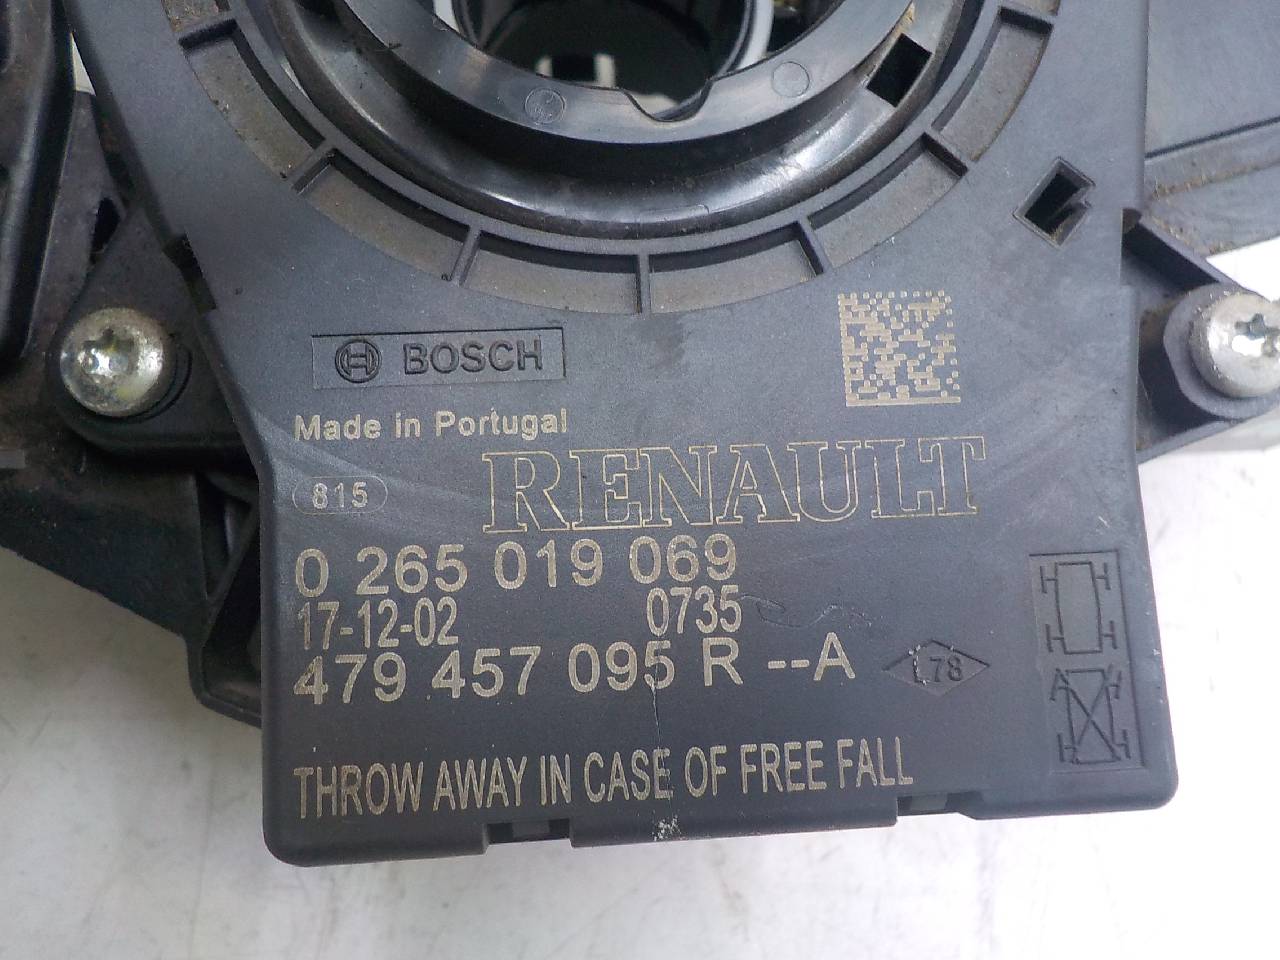 BOSCH
Made in Portugal
815
RENAULT
0 265 019 069
17-12-02 0735
479 457 095 R --A
L78
THROW AWAY IN CASE OF FREE FALL